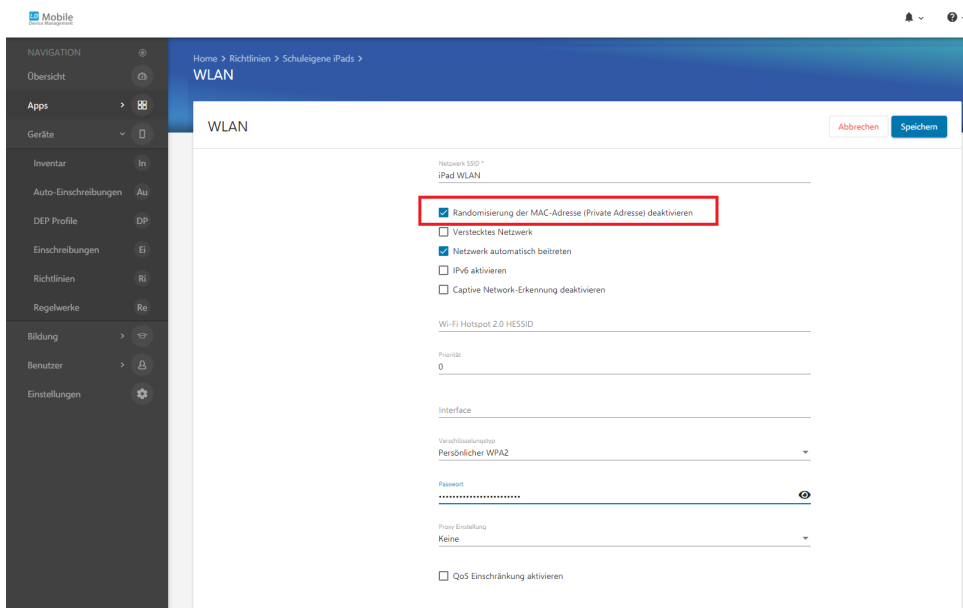 LD Mobile
Device Management
NAVIGATION
Übersicht
Apps
Geräte
Inventar In
Auto-Einschreibungen Au
DEP Profile DP
Einschreibungen Ei
Richtlinien Ri
Regelwerke Re
Bildung
Benutzer
Einstellungen
Home > Richtlinien > Schuleigene iPads >
WLAN
WLAN
Abbrechen Speichern
Netzwerk SSID *
iPad WLAN
Randomisierung der MAC-Adresse (Private Adresse) deaktivieren
Verstecktes Netzwerk
Netzwerk automatisch beitreten
IPv6 aktivieren
Captive Network-Erkennung deaktivieren
Wi-Fi Hotspot 2.0 HESSID
Priorität
0
Interface
Verschlüsselungstyp
Persönlicher WPA2
Passwort
Proxy Einstellung
Keine
QoS Einschränkung aktivieren